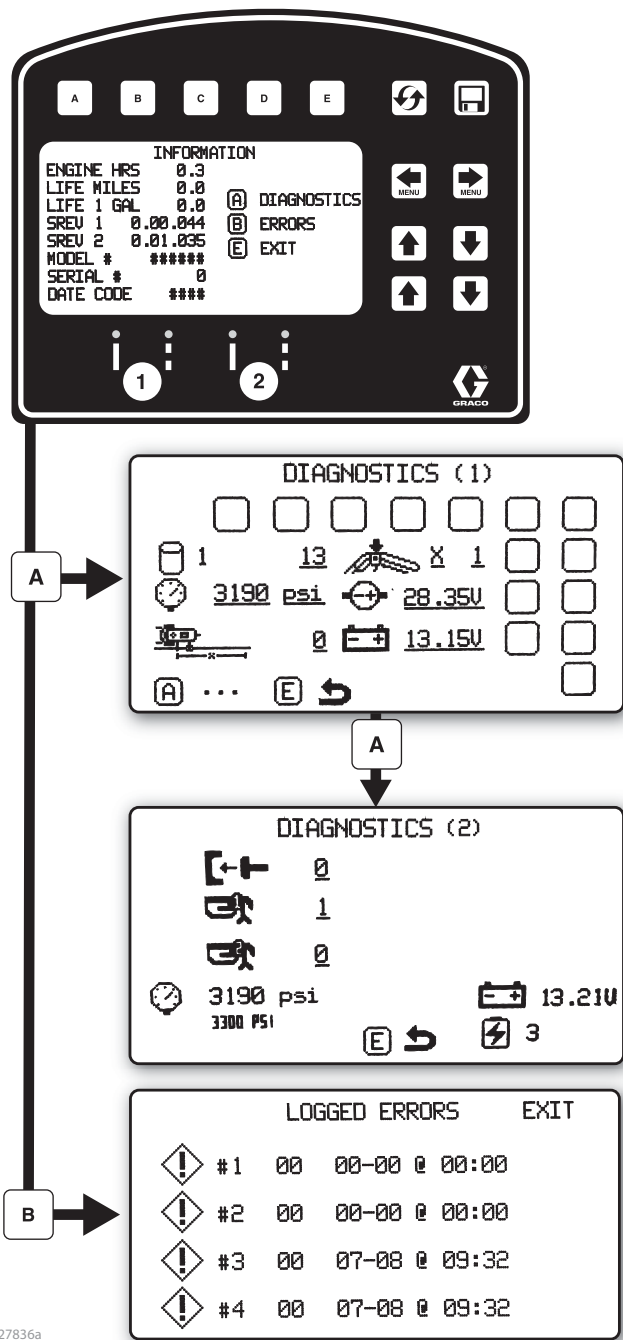 A B C D E
MENU MENU
INFORMATION
ENGINE HRS 0.3
LIFE MILES 0.0
LIFE 1 GAL 0.0
SREV 1 0.00.044
SREV 2 0.01.035
MODEL # ######
SERIAL # 0
DATE CODE ####
A DIAGNOSTICS
B ERRORS
E EXIT
1 2
GRACO
A
DIAGNOSTICS (1)
1 13 X 1
3190 psi 28.35V
x 0 13.15V
A ... E
A
DIAGNOSTICS (2)
0
1
0
3190 psi 13.21V
3300 PSI
E 3
B
LOGGED ERRORS EXIT
#1 00 00-00 @ 00:00
#2 00 00-00 @ 00:00
#3 00 07-08 @ 09:32
#4 00 07-08 @ 09:32
27836a